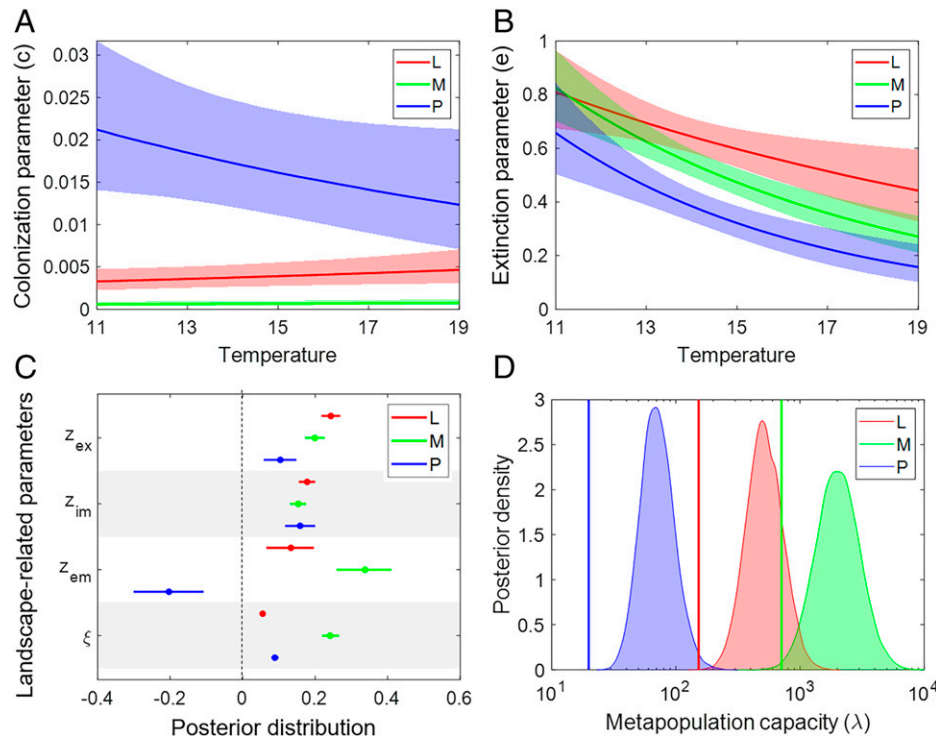 A
Colonization parameter (c)
0.03
0.025
0.02
0.015
0.01
0.005
0
11 13 15 17 19
Temperature
L
M
P
B
Extinction parameter (e)
1
0.8
0.6
0.4
0.2
0
11 13 15 17 19
Temperature
L
M
P
C
Landscape-related parameters
z_ex
z_im
z_em
ξ
-0.4 -0.2 0 0.2 0.4 0.6
Posterior distribution
L
M
P
D
Posterior density
3
2.5
2
1.5
1
0.5
0
10^1 10^2 10^3 10^4
Metapopulation capacity (λ)
L
M
P